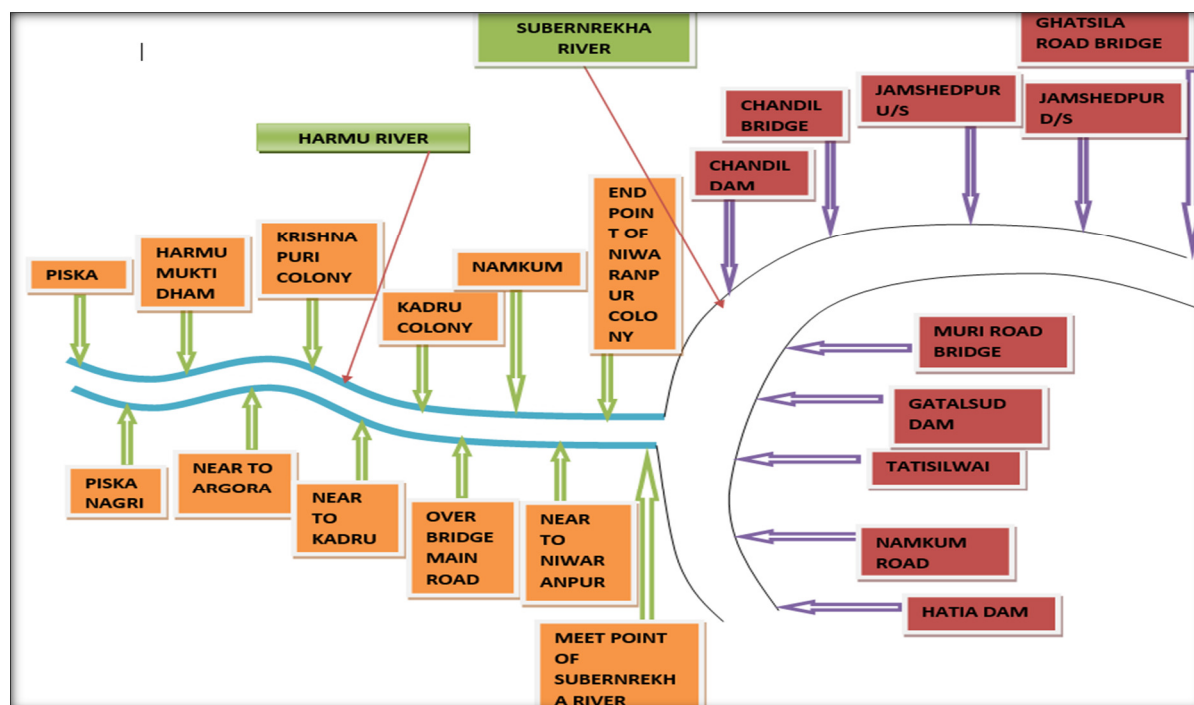 SUBERNREKHA
RIVER
GHATSILA
ROAD BRIDGE
HARMU RIVER
CHANDIL
BRIDGE
JAMSHEDPUR
U/S
JAMSHEDPUR
D/S
CHANDIL
DAM
PISKA
HARMU
MUKTI
DHAM
KRISHNA
PURI
COLONY
KADRU
COLONY
NAMKUM
END
POIN
T OF
NIWA
RANP
UR
COLO
NY
MURI ROAD
BRIDGE
GATALSUD
DAM
TATISILWAI
NAMKUM
ROAD
HATIA DAM
PISKA
NAGRI
NEAR TO
ARGORA
NEAR
TO
KADRU
OVER
BRIDGE
MAIN
ROAD
NEAR
TO
NIWAR
ANPUR
MEET POINT
OF
SUBERNREKH
A RIVER